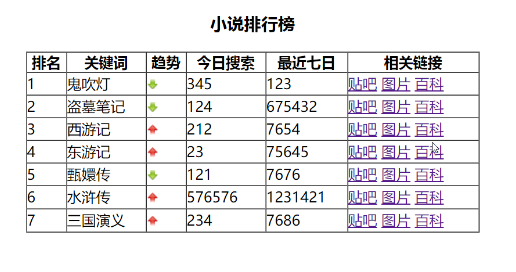 小说排行榜
排名 关键词 趋势 今日搜索 最近七日 相关链接
1 鬼吹灯 345 123 贴吧 图片 百科
2 盗墓笔记 124 675432 贴吧 图片 百科
3 西游记 212 7654 贴吧 图片 百科
4 东游记 23 75645 贴吧 图片 百科
5 甄嬛传 121 7676 贴吧 图片 百科
6 水浒传 576576 1231421 贴吧 图片 百科
7 三国演义 234 7686 贴吧 图片 百科